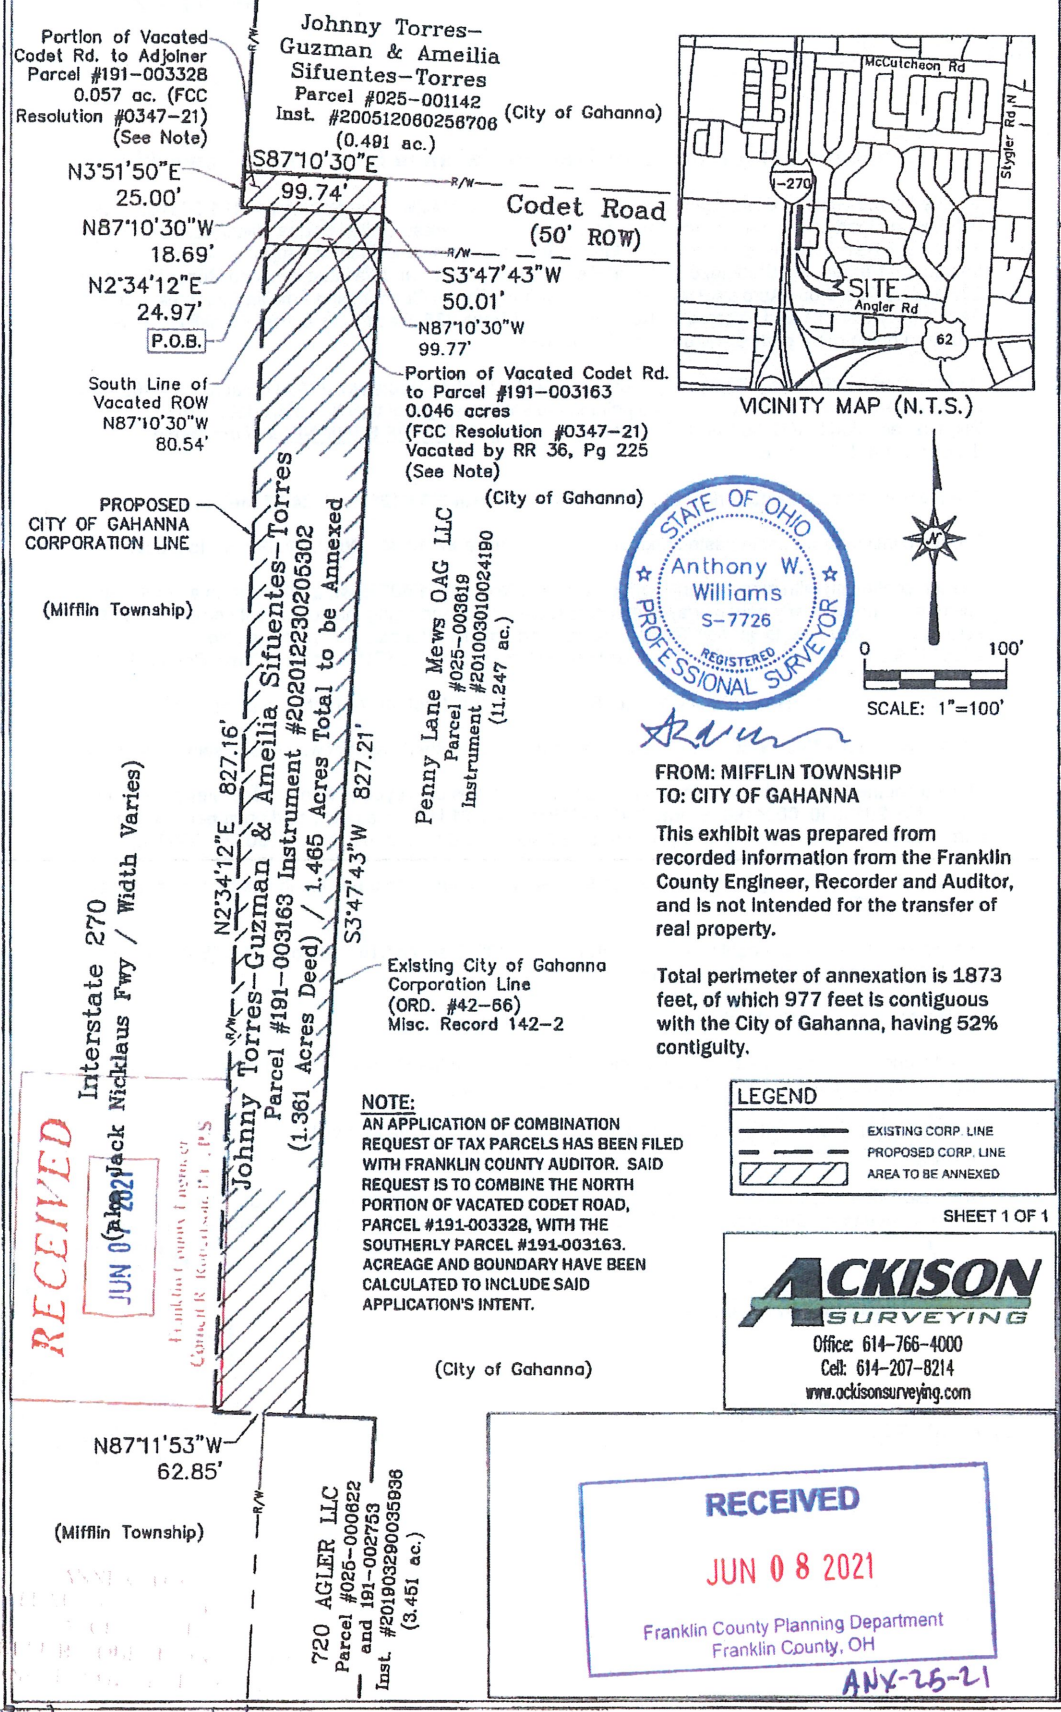 Portion of Vacated
Codet Rd. to Adjoiner
Parcel #191-003328
0.057 ac. (FCC
Resolution #0347-21)
(See Note)
Johnny Torres-
Guzman & Ameilia
Sifuentes-Torres
Parcel #025-001142
Inst. #200512060256706
(0.491 ac.)
(City of Gahanna)
R/W
S87°10'30"E
99.74'
N3°51'50"E
25.00'
N87°10'30"W
18.69'
N2°34'12"E
24.97'
P.O.B.
R/W
Codet Road
(50' ROW)
R/W
S3°47'43"W
50.01'
N87°10'30"W
99.77'
South Line of
Vacated ROW
N87°10'30"W
80.54'
Portion of Vacated Codet Rd.
to Parcel #191-003163
0.046 acres
(FCC Resolution #0347-21)
Vacated by RR 36, Pg 225
(See Note)
(City of Gahanna)
McCutcheon Rd
Stygler Rd N
I-270
SITE
Angler Rd
62
VICINITY MAP (N.T.S.)
PROPOSED
CITY OF GAHANNA
CORPORATION LINE
(Mifflin Township)
Johnny Torres-Guzman & Ameilia Sifuentes-Torres
Parcel #191-003163 Instrument #202012230205302
(1.361 Acres Deed) / 1.465 Acres Total to be Annexed
N2°34'12"E 827.16'
S3°47'43"W 827.21'
R/W
Penny Lane Mews OAG LLC
Parcel #025-003619
Instrument #201003010024190
(11.247 ac.)
STATE OF OHIO
Anthony W.
Williams
S-7726
REGISTERED
PROFESSIONAL SURVEYOR
N
0 100'
SCALE: 1"=100'
FROM: MIFFLIN TOWNSHIP
TO: CITY OF GAHANNA
This exhibit was prepared from
recorded information from the Franklin
County Engineer, Recorder and Auditor,
and is not intended for the transfer of
real property.
Total perimeter of annexation is 1873
feet, of which 977 feet is contiguous
with the City of Gahanna, having 52%
contiguity.
Interstate 270
(aka Jack Nicklaus Fwy / Width Varies)
Existing City of Gahanna
Corporation Line
(ORD. #42-66)
Misc. Record 142-2
RECEIVED
JUN 07 2021
Franklin County Engineer
NOTE:
AN APPLICATION OF COMBINATION
REQUEST OF TAX PARCELS HAS BEEN FILED
WITH FRANKLIN COUNTY AUDITOR. SAID
REQUEST IS TO COMBINE THE NORTH
PORTION OF VACATED CODET ROAD,
PARCEL #191-003328, WITH THE
SOUTHERLY PARCEL #191-003163.
ACREAGE AND BOUNDARY HAVE BEEN
CALCULATED TO INCLUDE SAID
APPLICATION'S INTENT.
LEGEND
EXISTING CORP. LINE
PROPOSED CORP. LINE
AREA TO BE ANNEXED
SHEET 1 OF 1
ACKISON
SURVEYING
Office: 614-766-4000
Cell: 614-207-8214
www.ackisonsurveying.com
(City of Gahanna)
N87°11'53"W
62.85'
(Mifflin Township)
R/W
720 AGLER LLC
Parcel #025-000622
and 191-002753
Inst. #201903290035936
(3.451 ac.)
RECEIVED
JUN 08 2021
Franklin County Planning Department
Franklin County, OH
ANX-25-21